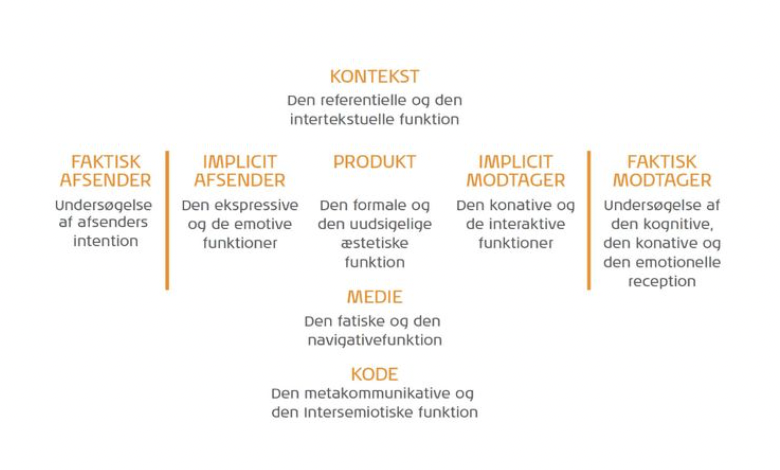 KONTEKST
Den referentielle og den
intertekstuelle funktion
FAKTISK
AFSENDER
Undersøgelse
af afsenders
intention
IMPLICIT
AFSENDER
Den ekspressive
og de emotive
funktioner
PRODUKT
Den formale og
den uudsigelige
æstetiske
funktion
IMPLICIT
MODTAGER
Den konative og
de interaktive
funktioner
FAKTISK
MODTAGER
Undersøgelse af
den kognitive,
den konative og
den emotionelle
reception
MEDIE
Den fatiske og den
navigativefunktion
KODE
Den metakommunikative og
den Intersemiotiske funktion